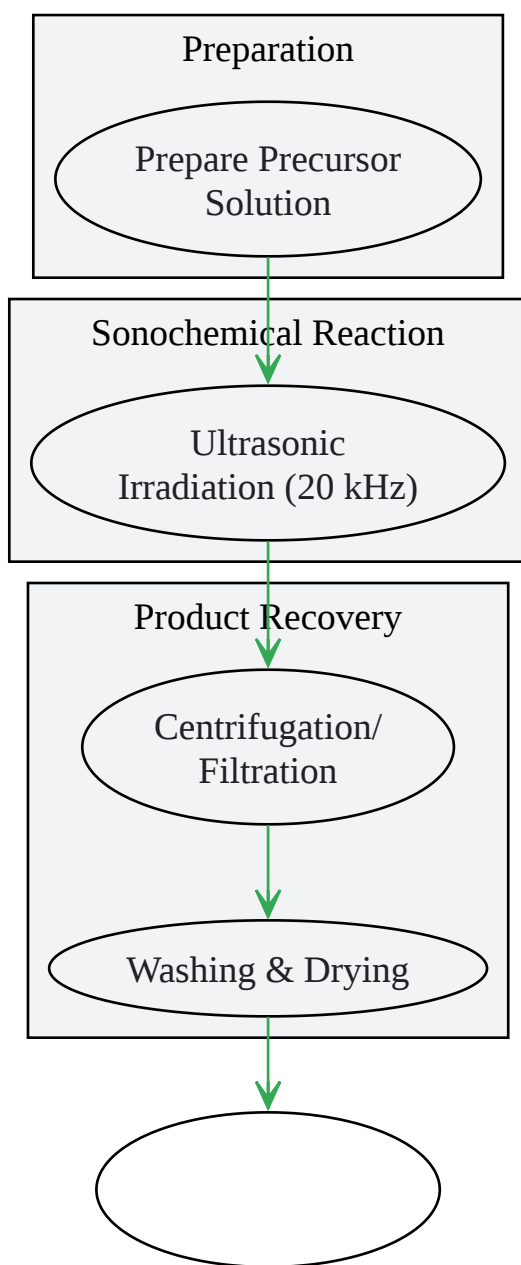 Preparation
Prepare Precursor
Solution
Sonochemical Reaction
Ultrasonic
Irradiation (20 kHz)
Product Recovery
Centrifugation/
Filtration
Washing & Drying